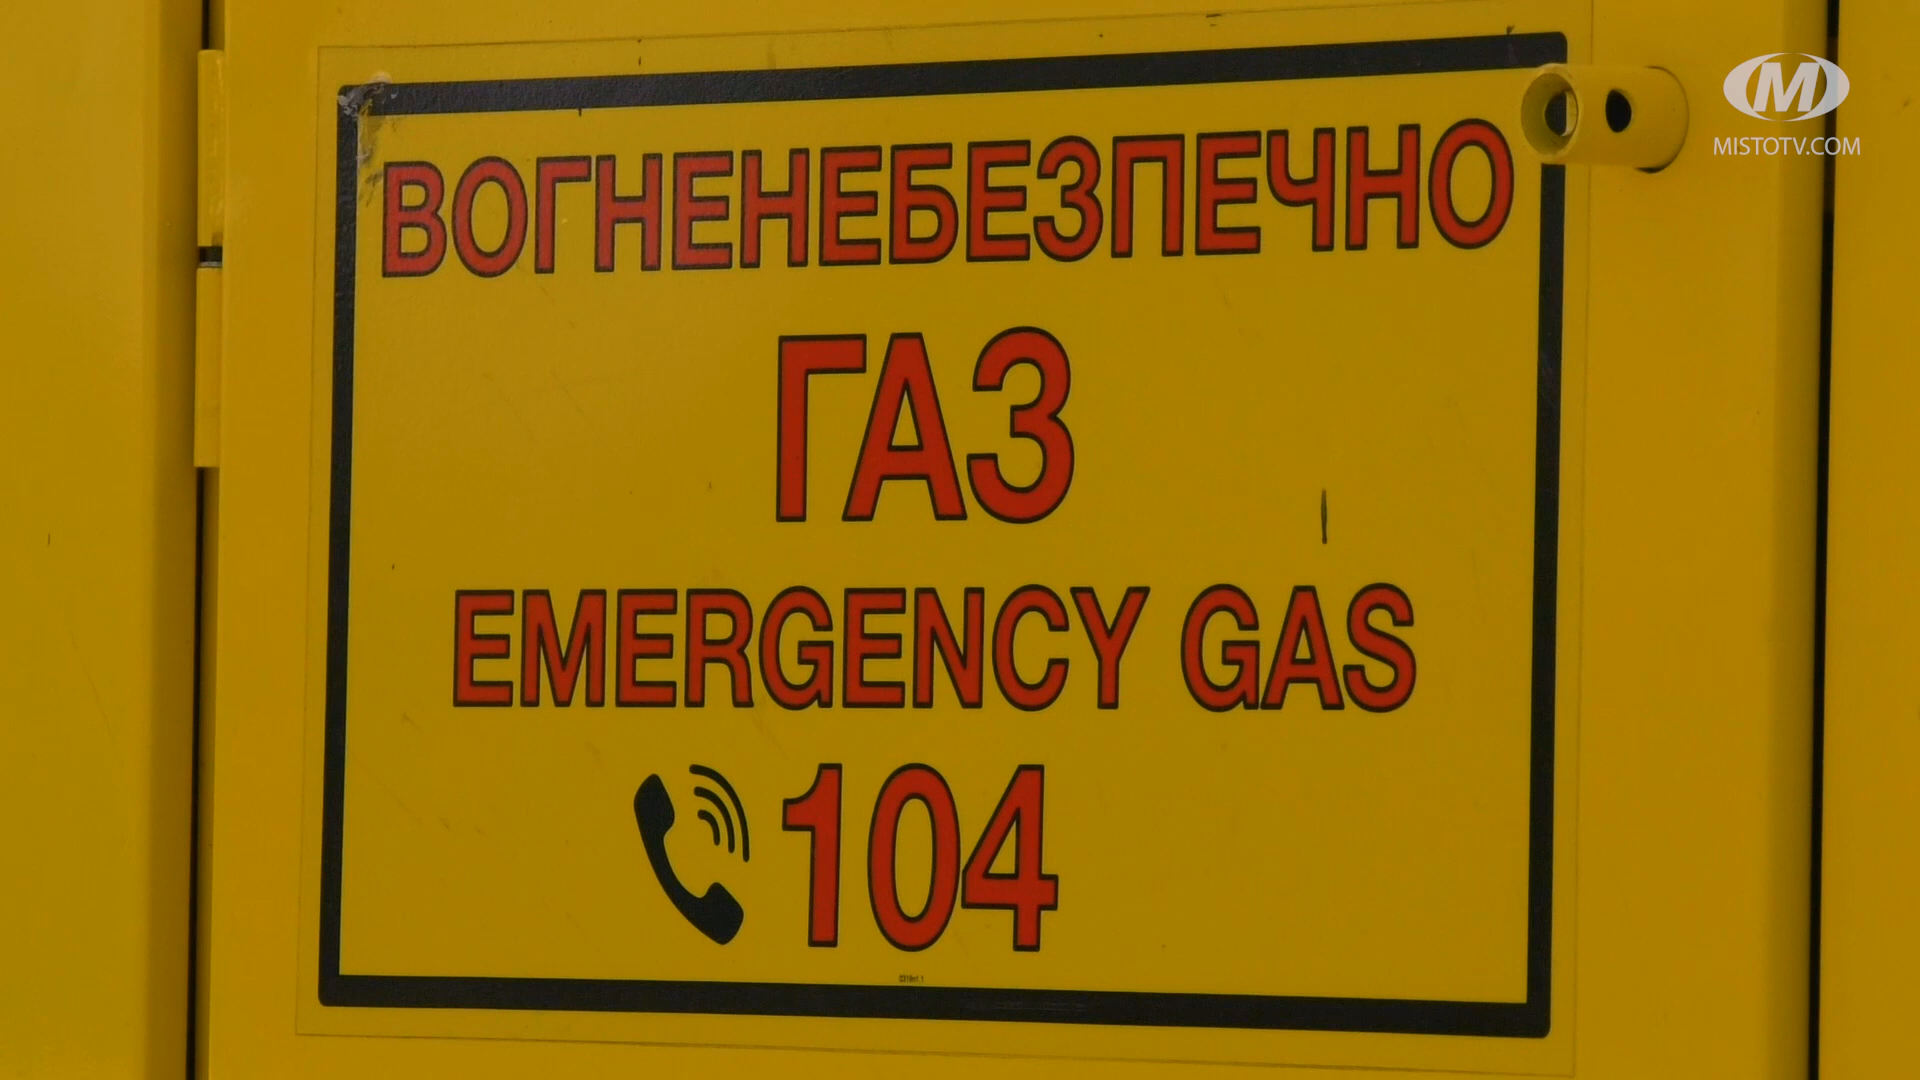 M
MISTOTV.COM
ВОГНЕНЕБЕЗПЕЧНО
ГАЗ
EMERGENCY GAS
104